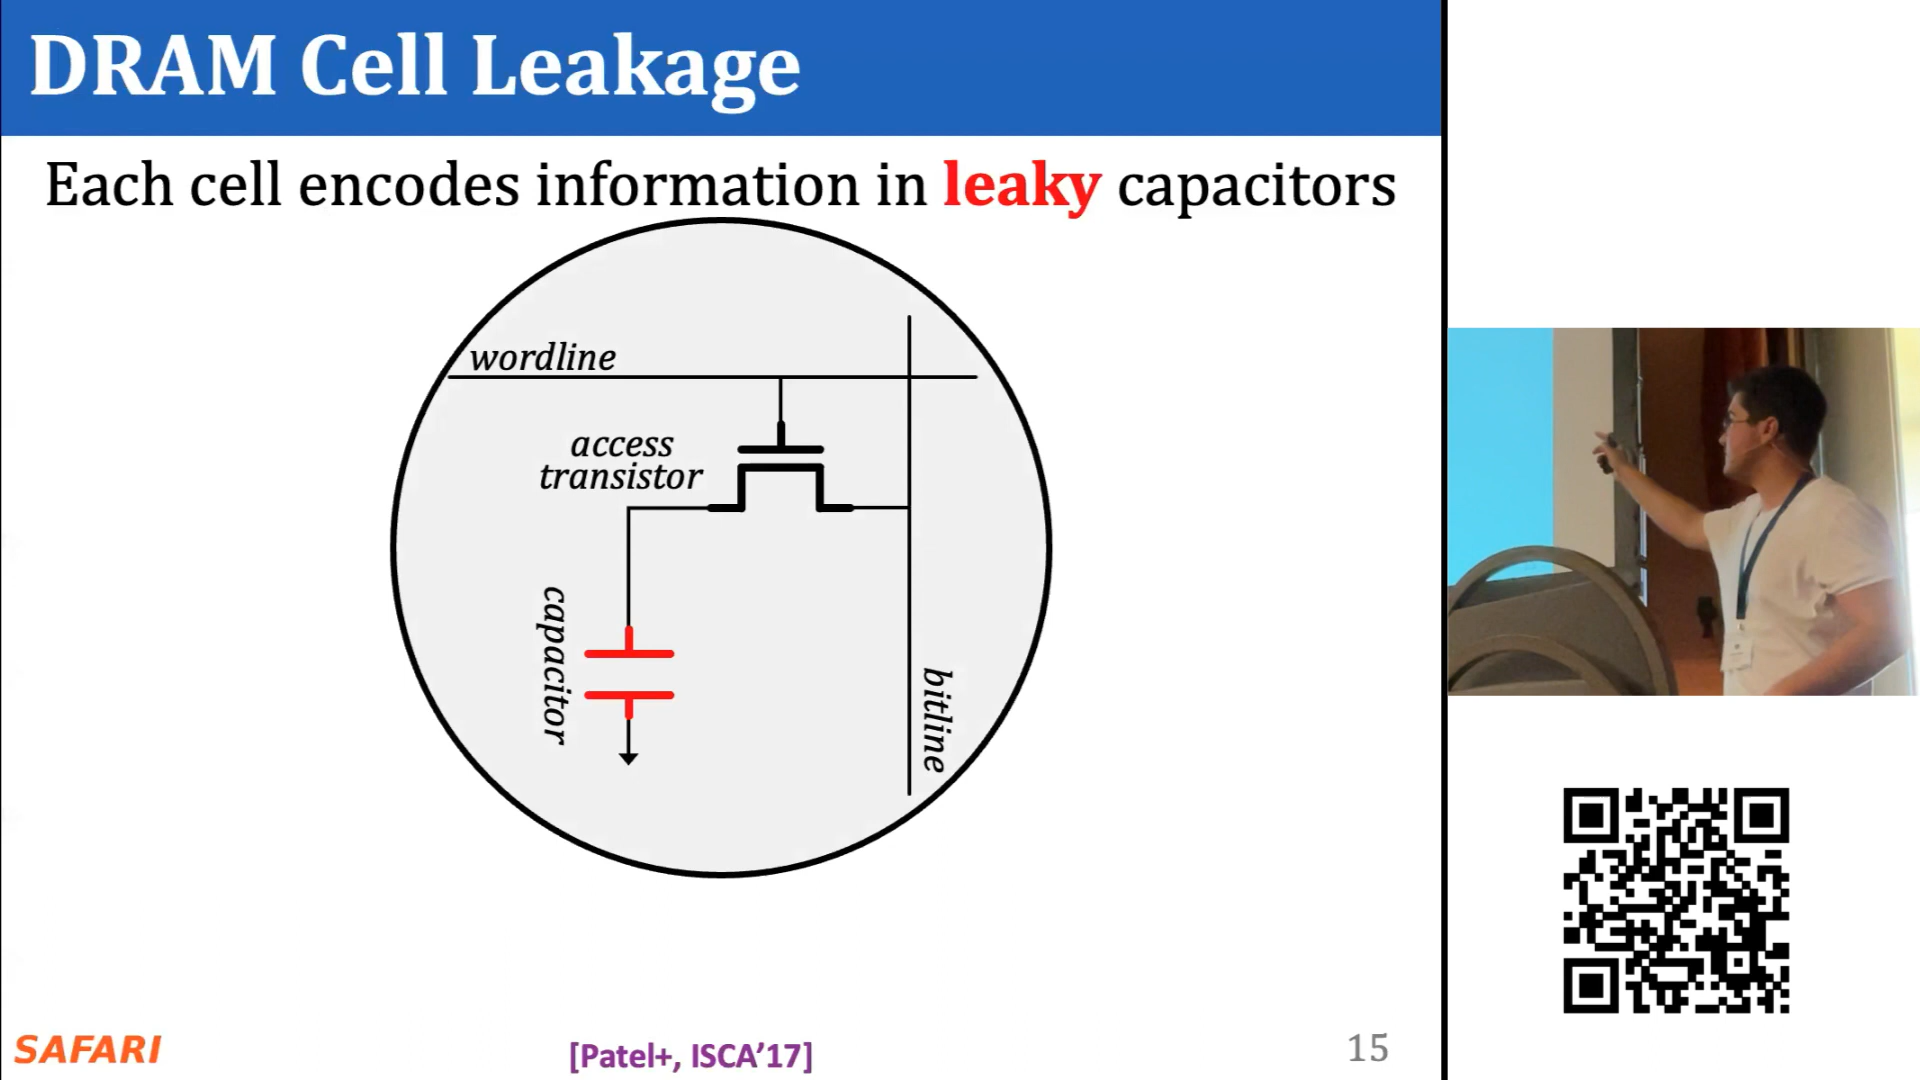 DRAM Cell Leakage
Each cell encodes information in leaky capacitors
wordline
access
transistor
capacitor
bitline
SAFARI
[Patel+, ISCA’17]
15